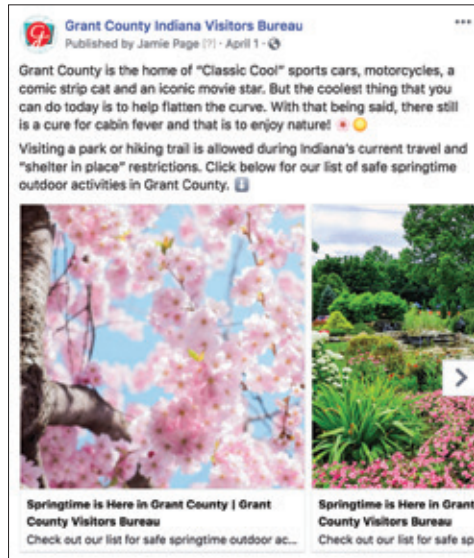 Grant County Indiana Visitors Bureau
Published by Jamie Page [?] · April 1 ·
Grant County is the home of "Classic Cool" sports cars, motorcycles, a
comic strip cat and an iconic movie star. But the coolest thing that you
can do today is to help flatten the curve. With that being said, there still
is a cure for cabin fever and that is to enjoy nature!
Visiting a park or hiking trail is allowed during Indiana's current travel and
"shelter in place" restrictions. Click below for our list of safe springtime
outdoor activities in Grant County.
Springtime is Here in Grant County | Grant
County Visitors Bureau
Check out our list for safe springtime outdoor ac...
Springtime is Here in Grant
County Visitors Bureau
Check out our list for safe sp